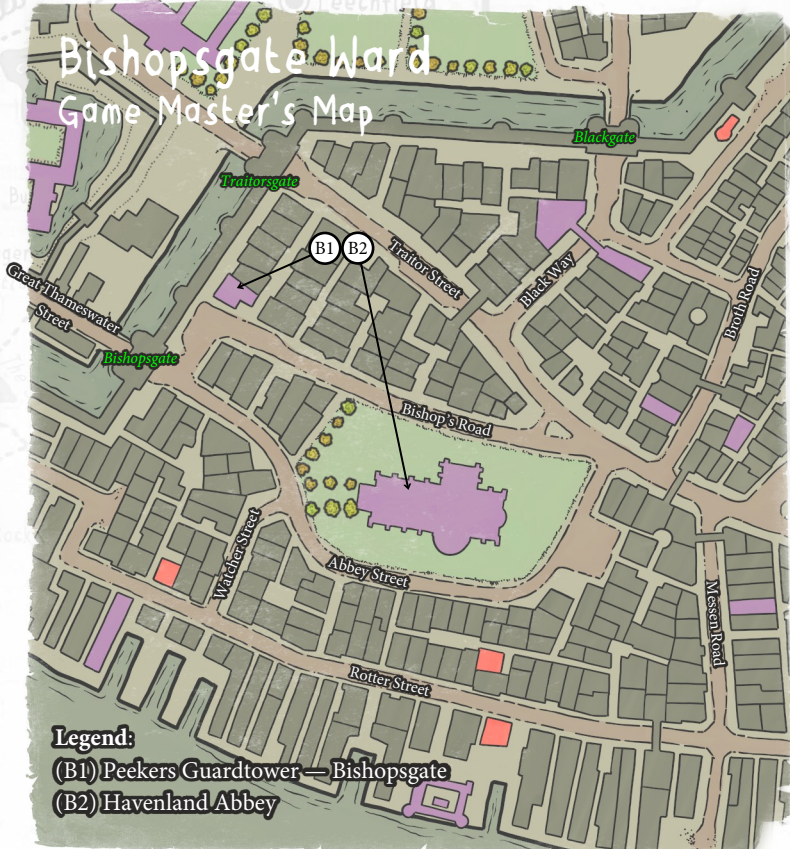 Leechfield
Bishopsgate Ward
Game Master's Map
Blackgate
Traitorsgate
B1 B2
Traitor Street
Black Way
Broth Road
Great Thameswater
Street
Bishopsgate
Bishop's Road
Watcher Street
Abbey Street
Messen Road
Rotter Street
Legend:
(B1) Peekers Guardtower — Bishopsgate
(B2) Havenland Abbey